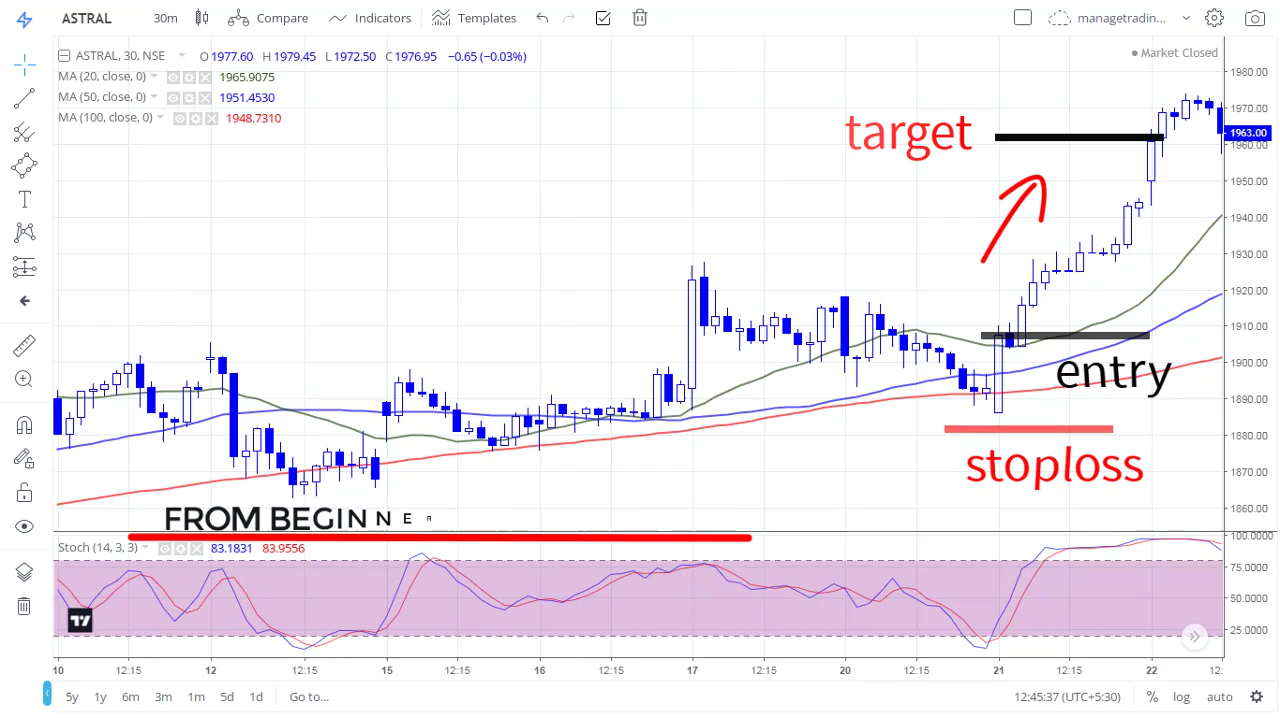 ASTRAL 30m Compare Indicators Templates managetradin...
ASTRAL, 30, NSE O 1977.60 H 1979.45 L 1972.50 C 1976.95 −0.65 (−0.03%)
Market Closed
MA (20, close, 0) 1965.9075
MA (50, close, 0) 1951.4530
MA (100, close, 0) 1948.7310
1980.00
1970.00
1963.00
1960.00
1950.00
1940.00
1930.00
1920.00
1910.00
1900.00
1890.00
1880.00
1870.00
1860.00
target
entry
stoploss
FROM BEGINNER
Stoch (14, 3, 3) 83.1831 83.9556
100.0000
75.0000
50.0000
25.0000
10 12:15 12 12:15 15 12:15 16 12:15 17 12:15 20 12:15 21 12:15 22 12:
5y 1y 6m 3m 1m 5d 1d Go to... 12:45:37 (UTC+5:30) % log auto